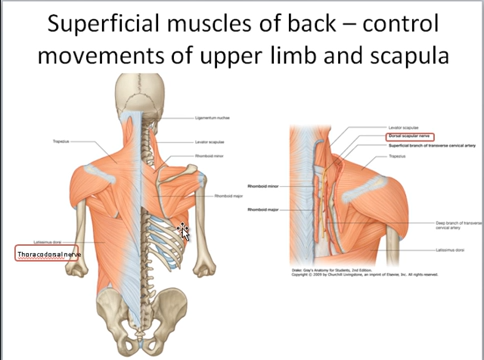 Superficial muscles of back – control
movements of upper limb and scapula
Ligamentum nuchae
Trapezius
Levator scapulae
Rhomboid minor
Rhomboid major
Latissimus dorsi
Thoracodorsal nerve
Levator scapulae
Dorsal scapular nerve
Superficial branch of transverse cervical artery
Trapezius
Rhomboid minor
Rhomboid major
Deep branch of transverse
cervical artery
Latissimus dorsi
Drake: Gray's Anatomy for Students, 2nd Edition.
Copyright © 2009 by Churchill Livingstone, an imprint of Elsevier, Inc. All rights reserved.